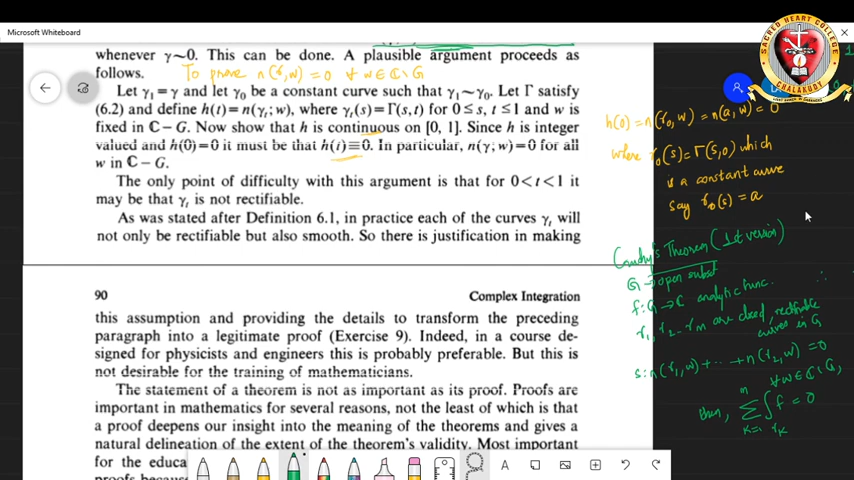 Microsoft Whiteboard
whenever γ∼0. This can be done. A plausible argument proceeds as
follows. To prove n(γ,w) = 0 ∀ w∈ℂ\G
Let γ₁ = γ and let γ₀ be a constant curve such that γ₁∼γ₀. Let Γ satisfy
(6.2) and define h(t) = n(γₜ; w), where γₜ(s) = Γ(s, t) for 0 ≤ s, t ≤ 1 and w is
fixed in ℂ − G. Now show that h is continuous on [0, 1]. Since h is integer
valued and h(0) = 0 it must be that h(t) ≡ 0. In particular, n(γ; w) = 0 for all
w in ℂ − G.
The only point of difficulty with this argument is that for 0 < t < 1 it
may be that γₜ is not rectifiable.
As was stated after Definition 6.1, in practice each of the curves γₜ will
not only be rectifiable but also smooth. So there is justification in making
90 Complex Integration
this assumption and providing the details to transform the preceding
paragraph into a legitimate proof (Exercise 9). Indeed, in a course de-
signed for physicists and engineers this is probably preferable. But this is
not desirable for the training of mathematicians.
The statement of a theorem is not as important as its proof. Proofs are
important in mathematics for several reasons, not the least of which is that
a proof deepens our insight into the meaning of the theorems and gives a
natural delineation of the extent of the theorem's validity. Most important
for the educa
SACRED HEART COLLEGE
CHALAKUDY
h(0) = n(γ₀,w) = n(a,w) = 0
where γ₀(s) = Γ(s,0) which
is a constant curve
say γ₀(s) = a
Cauchy's Theorem (1st version)
G → open subset
f: G → ℂ analytic func.
γ₁, γ₂ … γm are closed, rectifiable
curves in G
s: n(γ₁,w) + … + n(γ₂,w) = 0
∀ w ∈ ℂ\G,
then, Σ ∫ f = 0
k=1 γₖ
A